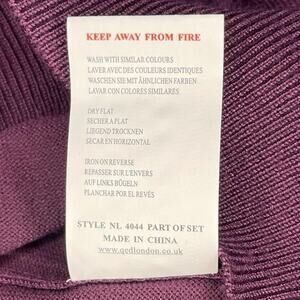 KEEP AWAY FROM FIRE
WASH WITH SIMILAR COLOURS
LAVER AVEC DES COULEURS IDENTIQUES
WASCHEN SIE MIT ÄHNLICHEN FARBEN
LAVAR CON COLORES SIMILARES
DRY FLAT
SECHER A PLAT
LIEGEND TROCKNEN
SECAR EN HORIZONTAL
IRON ON REVERSE
REPASSER SUR L'ENVERS
AUF LINKS BÜGELN
PLANCHAR POR EL REVÉS
STYLE NL 4044 PART OF SET
MADE IN CHINA
www.qedlondon.co.uk